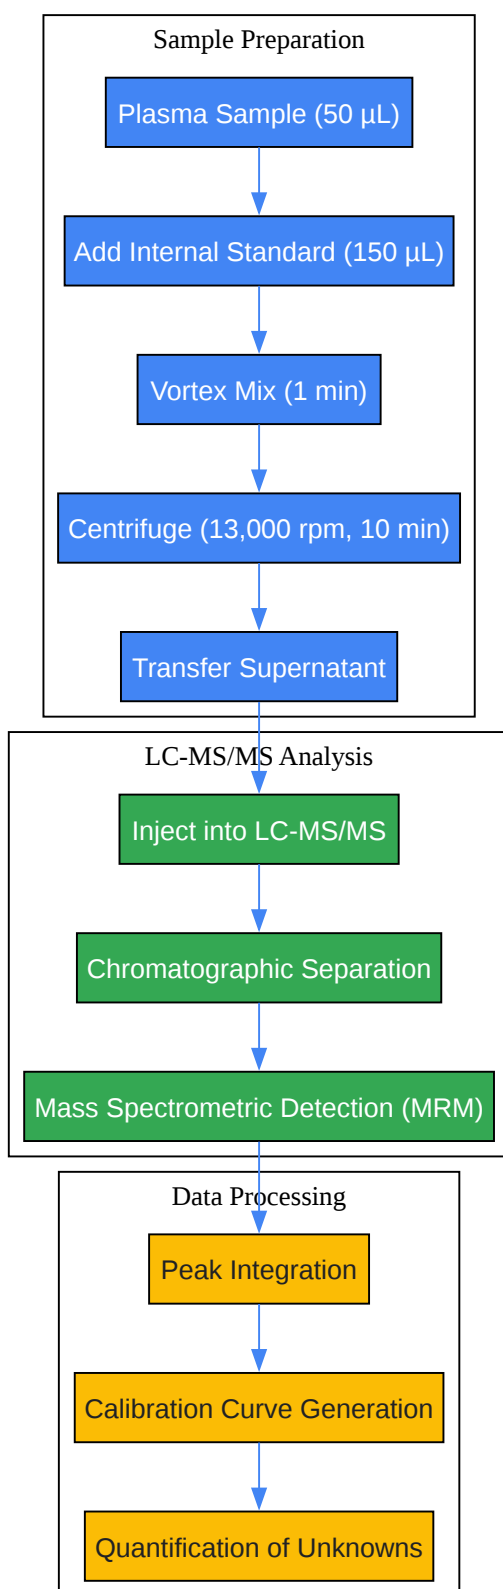 Sample Preparation
Plasma Sample (50 µL)
Add Internal Standard (150 µL)
Vortex Mix (1 min)
Centrifuge (13,000 rpm, 10 min)
Transfer Supernatant
LC-MS/MS Analysis
Inject into LC-MS/MS
Chromatographic Separation
Mass Spectrometric Detection (MRM)
Data Processing
Peak Integration
Calibration Curve Generation
Quantification of Unknowns